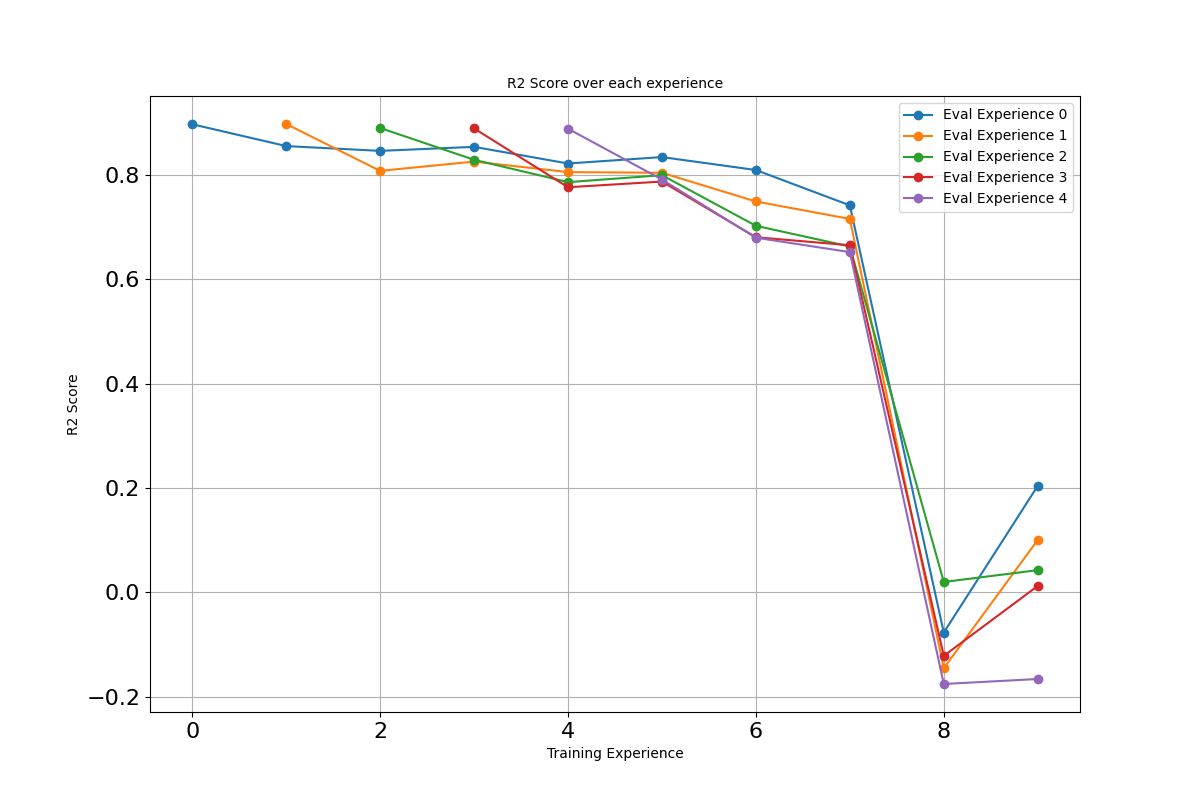 R2 Score over each experience
Eval Experience 0
Eval Experience 1
Eval Experience 2
Eval Experience 3
Eval Experience 4
R2 Score
0.8
0.6
0.4
0.2
0.0
−0.2
0 2 4 6 8
Training Experience